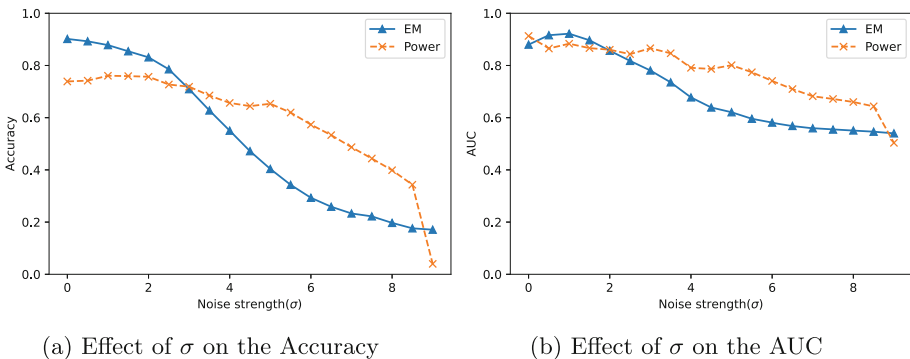 EM
Power
1.0
0.8
0.6
0.4
0.2
0.0
Accuracy
0 2 4 6 8
Noise strength(σ)
(a) Effect of σ on the Accuracy
EM
Power
1.0
0.8
0.6
0.4
0.2
0.0
AUC
0 2 4 6 8
Noise strength(σ)
(b) Effect of σ on the AUC